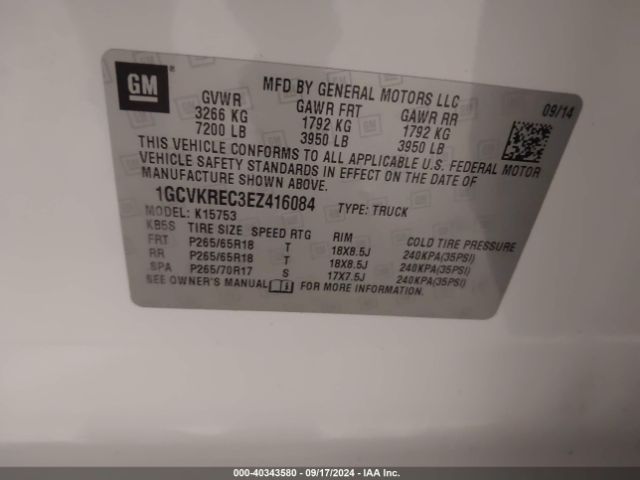 GM
MFD BY GENERAL MOTORS LLC
09/14
GVWR GAWR FRT GAWR RR
3266 KG 1792 KG 1792 KG
7200 LB 3950 LB 3950 LB
THIS VEHICLE CONFORMS TO ALL APPLICABLE U.S. FEDERAL MOTOR
VEHICLE SAFETY STANDARDS IN EFFECT ON THE DATE OF
MANUFACTURE SHOWN ABOVE.
1GCVKREC3EZ416084 TYPE: TRUCK
MODEL: K15753
KB5S TIRE SIZE SPEED RTG RIM COLD TIRE PRESSURE
FRT P265/65R18 T 18X8.5J 240KPA(35PSI)
RR P265/65R18 T 18X8.5J 240KPA(35PSI)
SPA P265/70R17 S 17X7.5J 240KPA(35PSI)
SEE OWNER'S MANUAL FOR MORE INFORMATION.
000-40343580 - 09/17/2024 - IAA Inc.